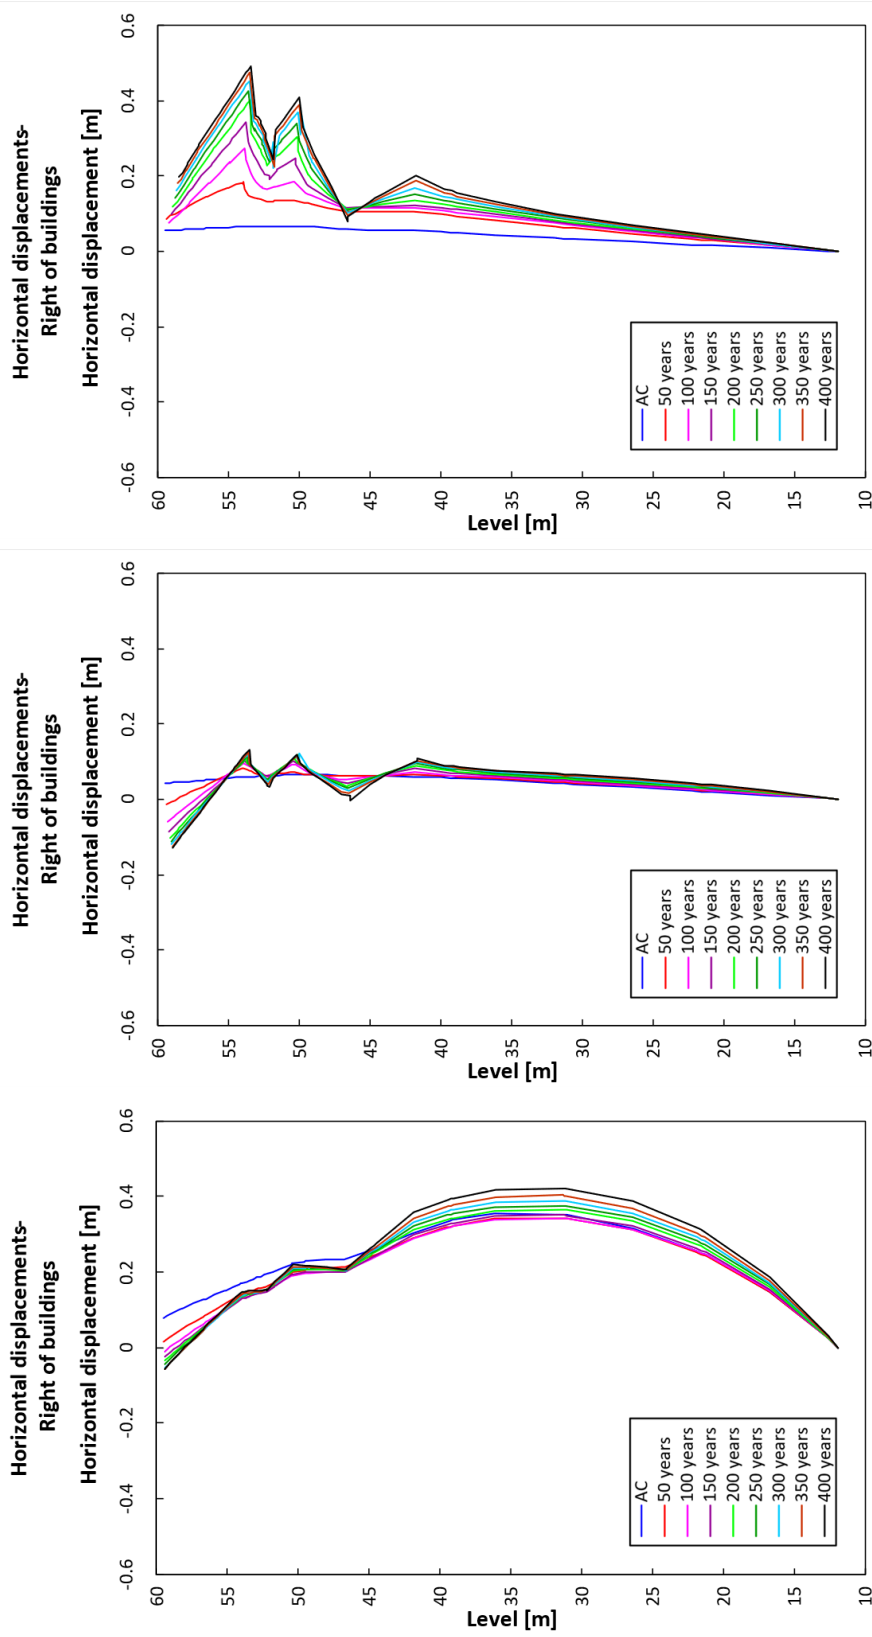 Horizontal displacements-
Right of buildings
Horizontal displacement [m]
-0.6 -0.4 -0.2 0 0.2 0.4 0.6
60
55
50
45
40
35
30
25
20
15
10
Level [m]
AC
50 years
100 years
150 years
200 years
250 years
300 years
350 years
400 years
Horizontal displacements-
Right of buildings
Horizontal displacement [m]
-0.6 -0.4 -0.2 0 0.2 0.4 0.6
60
55
50
45
40
35
30
25
20
15
10
Level [m]
AC
50 years
100 years
150 years
200 years
250 years
300 years
350 years
400 years
Horizontal displacements-
Right of buildings
Horizontal displacement [m]
-0.6 -0.4 -0.2 0 0.2 0.4 0.6
60
55
50
45
40
35
30
25
20
15
10
Level [m]
AC
50 years
100 years
150 years
200 years
250 years
300 years
350 years
400 years